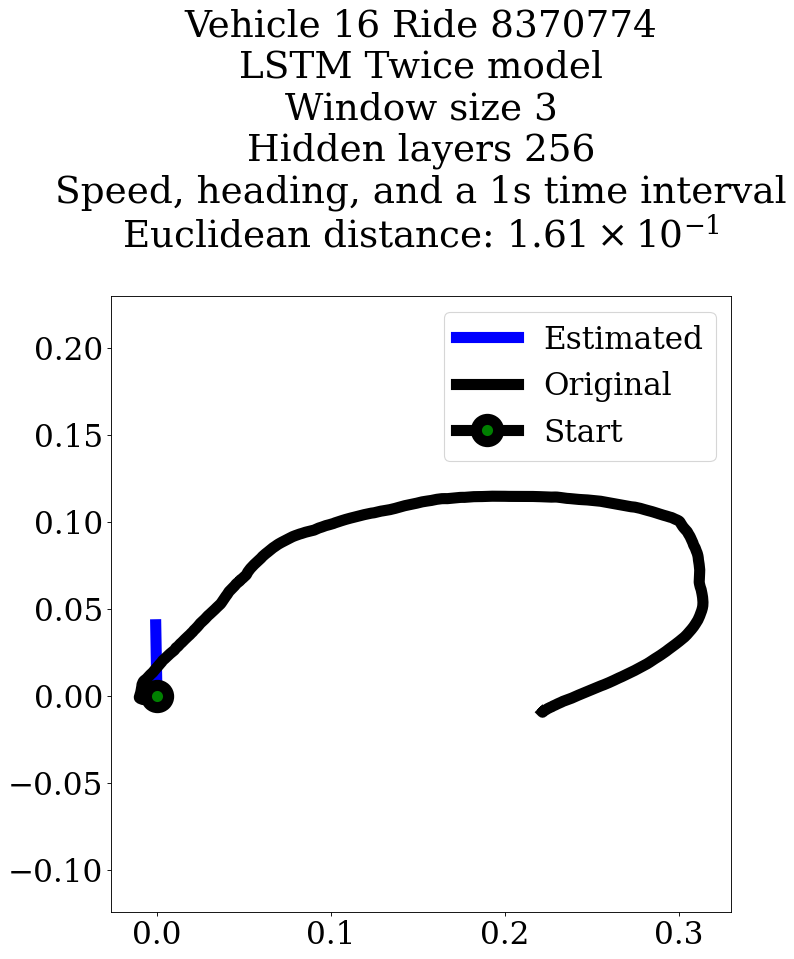 Vehicle 16 Ride 8370774
LSTM Twice model
Window size 3
Hidden layers 256
Speed, heading, and a 1s time interval
Euclidean distance: 1.61 × 10⁻¹
Estimated
Original
Start
0.20
0.15
0.10
0.05
0.00
−0.05
−0.10
0.0 0.1 0.2 0.3